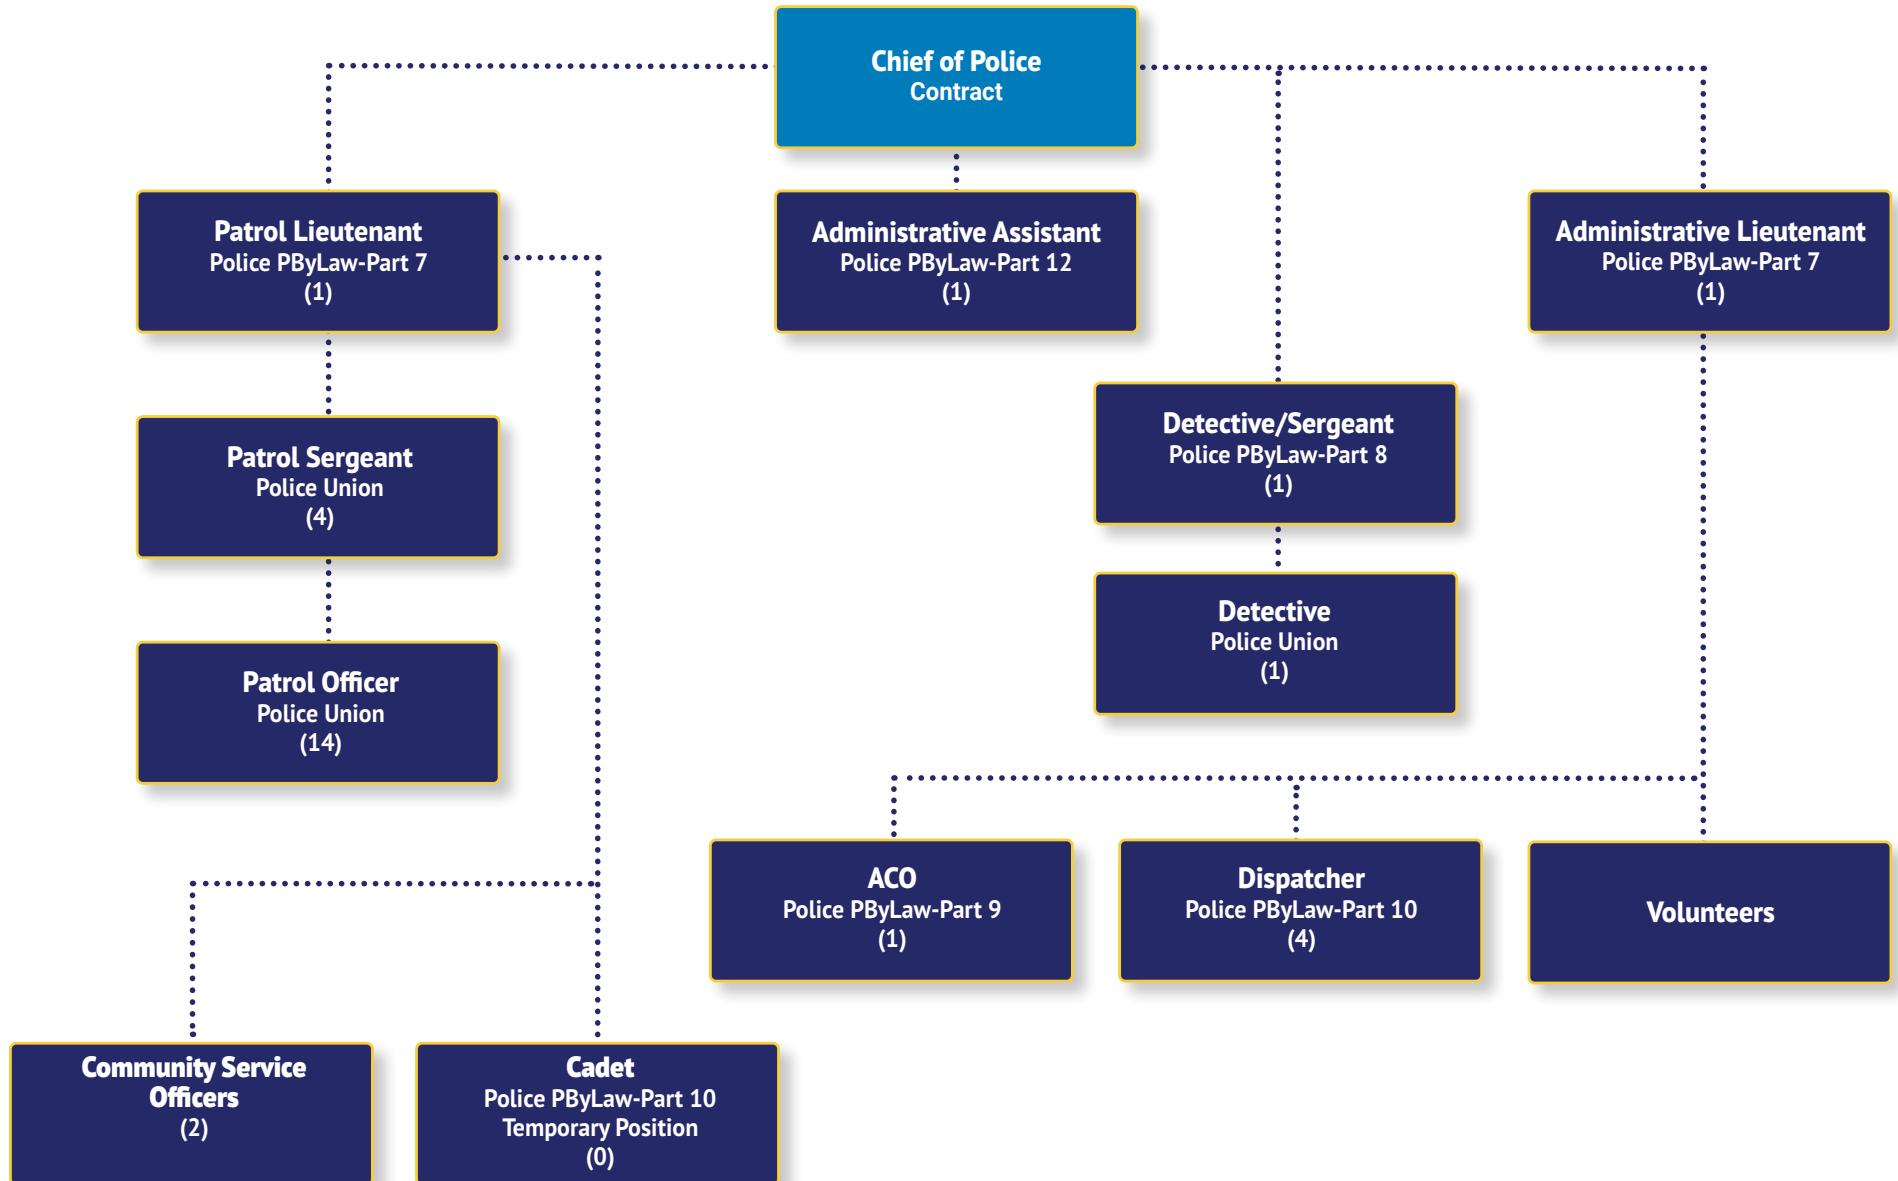 Chief of Police
Contract
Patrol Lieutenant
Police PByLaw-Part 7
(1)
Administrative Assistant
Police PByLaw-Part 12
(1)
Administrative Lieutenant
Police PByLaw-Part 7
(1)
Patrol Sergeant
Police Union
(4)
Detective/Sergeant
Police PByLaw-Part 8
(1)
Patrol Officer
Police Union
(14)
Detective
Police Union
(1)
ACO
Police PByLaw-Part 9
(1)
Dispatcher
Police PByLaw-Part 10
(4)
Volunteers
Community Service
Officers
(2)
Cadet
Police PByLaw-Part 10
Temporary Position
(0)